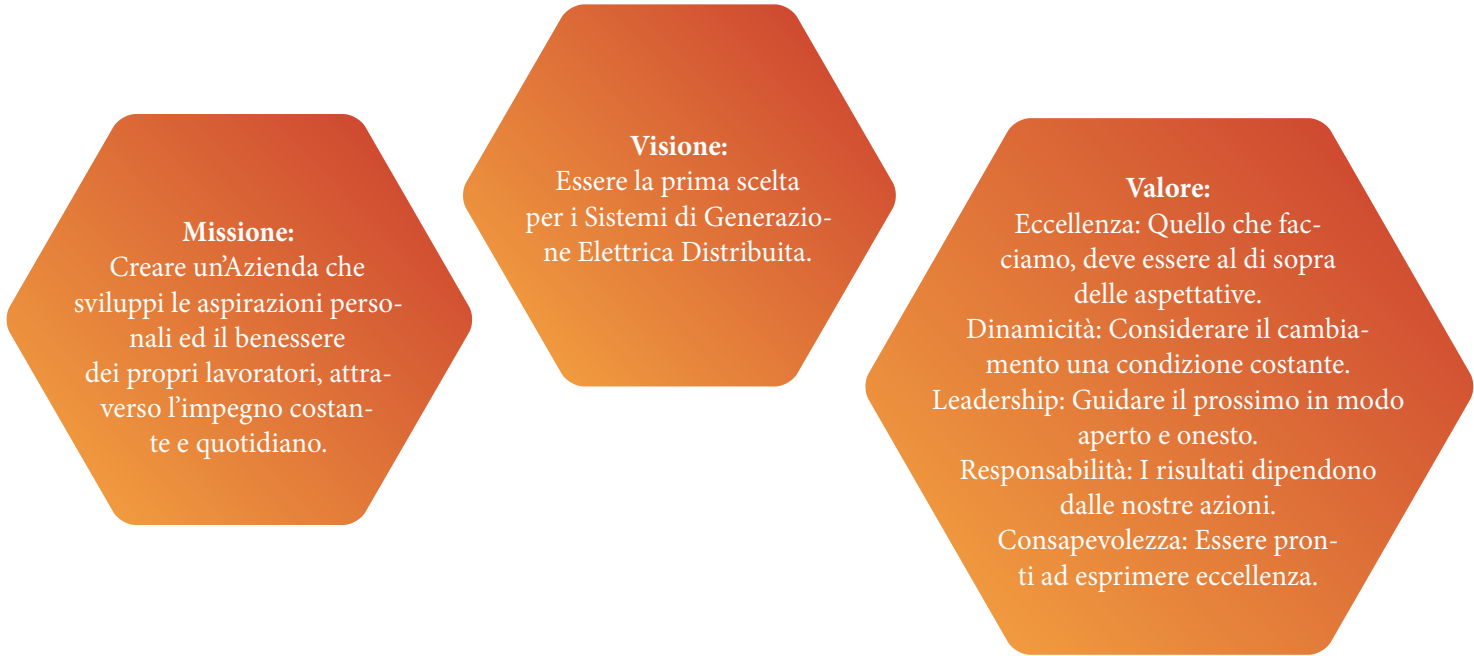 Missione:
Creare un'Azienda che
sviluppi le aspirazioni perso-
nali ed il benessere
dei propri lavoratori, attra-
verso l'impegno costan-
te e quotidiano.
Visione:
Essere la prima scelta
per i Sistemi di Generazio-
ne Elettrica Distribuita.
Valore:
Eccellenza: Quello che fac-
ciamo, deve essere al di sopra
delle aspettative.
Dinamicità: Considerare il cambia-
mento una condizione costante.
Leadership: Guidare il prossimo in modo
aperto e onesto.
Responsabilità: I risultati dipendono
dalle nostre azioni.
Consapevolezza: Essere pron-
ti ad esprimere eccellenza.